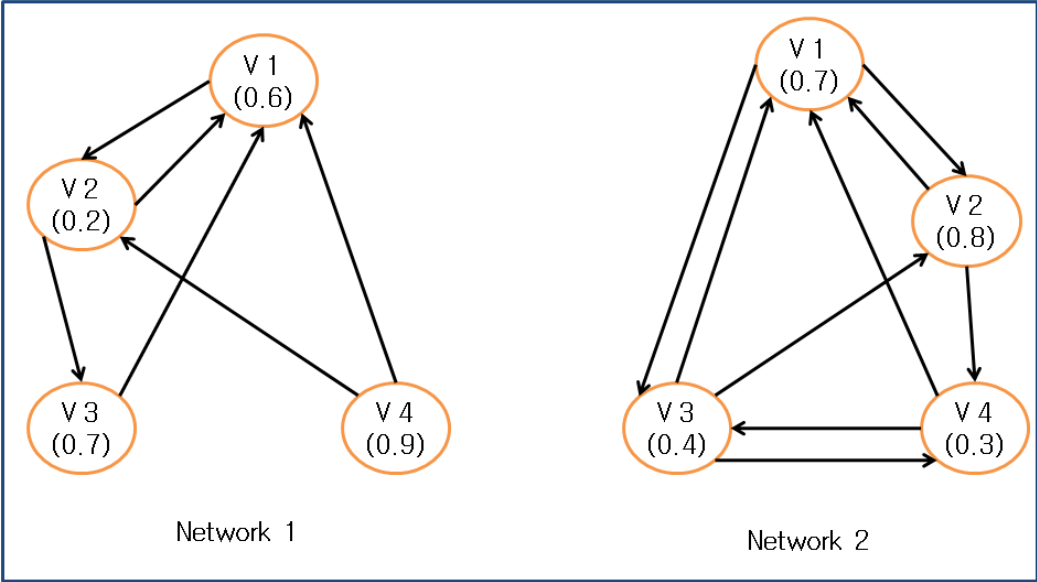 V 1
(0.6)
V 2
(0.2)
V 3
(0.7)
V 4
(0.9)
Network 1
V 1
(0.7)
V 2
(0.8)
V 3
(0.4)
V 4
(0.3)
Network 2